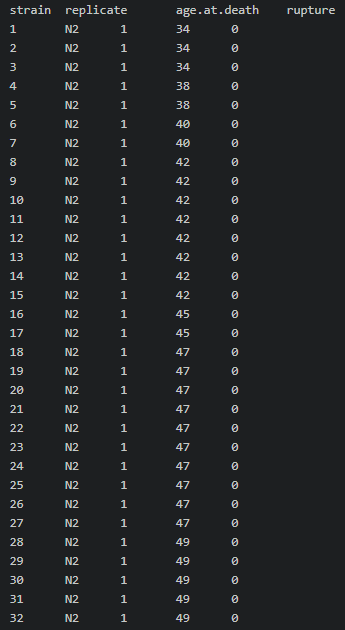 strain replicate age.at.death rupture
1 N2 1 34 0
2 N2 1 34 0
3 N2 1 34 0
4 N2 1 38 0
5 N2 1 38 0
6 N2 1 40 0
7 N2 1 40 0
8 N2 1 42 0
9 N2 1 42 0
10 N2 1 42 0
11 N2 1 42 0
12 N2 1 42 0
13 N2 1 42 0
14 N2 1 42 0
15 N2 1 42 0
16 N2 1 45 0
17 N2 1 45 0
18 N2 1 47 0
19 N2 1 47 0
20 N2 1 47 0
21 N2 1 47 0
22 N2 1 47 0
23 N2 1 47 0
24 N2 1 47 0
25 N2 1 47 0
26 N2 1 47 0
27 N2 1 47 0
28 N2 1 49 0
29 N2 1 49 0
30 N2 1 49 0
31 N2 1 49 0
32 N2 1 49 0